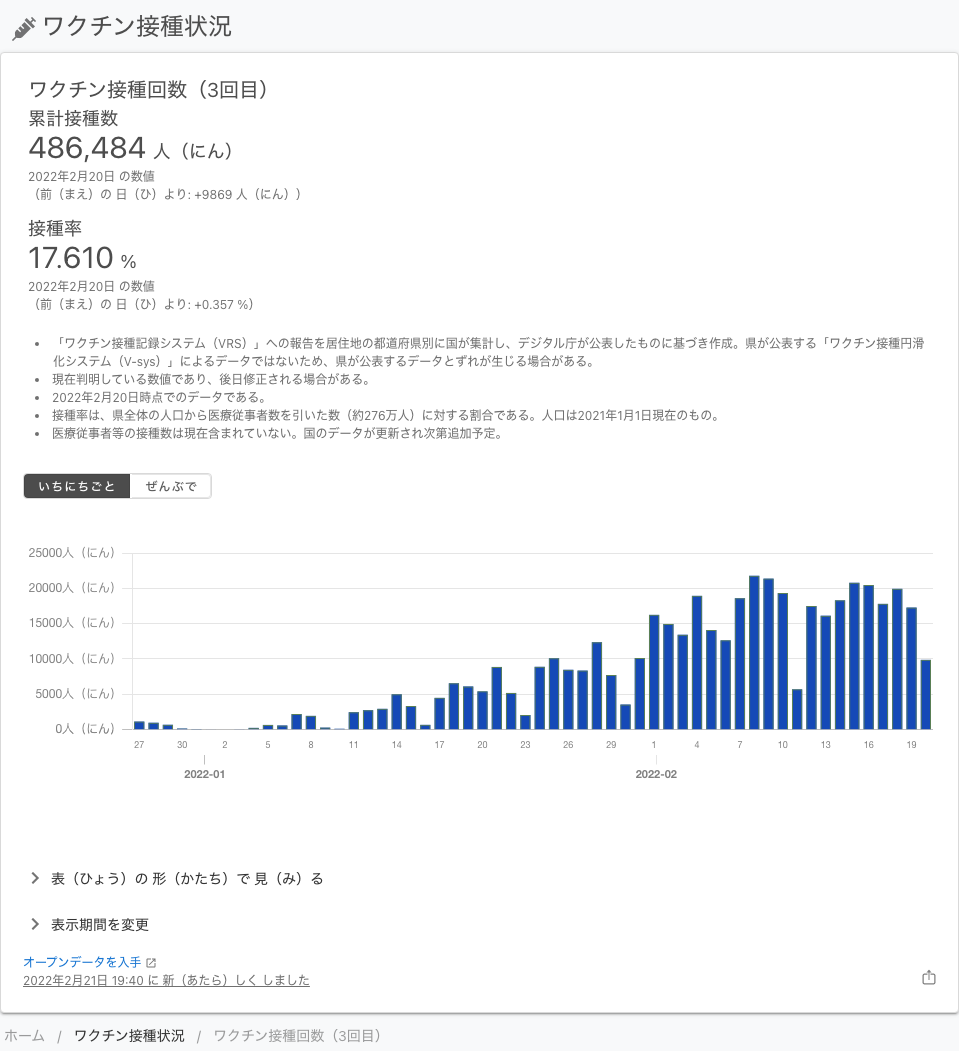 ワクチン接種状況
ワクチン接種回数（3回目）
累計接種数
486,484 人（にん）
2022年2月20日 の数値
（前（まえ）の 日（ひ）より: +9869 人（にん））
接種率
17.610 %
2022年2月20日 の数値
（前（まえ）の 日（ひ）より: +0.357 %）
• 「ワクチン接種記録システム（VRS）」への報告を居住地の都道府県別に国が集計し、デジタル庁が公表したものに基づき作成。県が公表する「ワクチン接種円滑
化システム（V-sys）」によるデータではないため、県が公表するデータとずれが生じる場合がある。
• 現在判明している数値であり、後日修正される場合がある。
• 2022年2月20日時点でのデータである。
• 接種率は、県全体の人口から医療従事者数を引いた数（約276万人）に対する割合である。人口は2021年1月1日現在のもの。
• 医療従事者等の接種数は現在含まれていない。国のデータが更新され次第追加予定。
いちにちごと ぜんぶで
25000人（にん）
20000人（にん）
15000人（にん）
10000人（にん）
5000人（にん）
0人（にん）
27 30 2 5 8 11 14 17 20 23 26 29 1 4 7 10 13 16 19
2022-01 2022-02
表（ひょう）の 形（かたち）で 見（み）る
表示期間を変更
オープンデータを入手
2022年2月21日 19:40 に 新（あたら）しく しました
ホーム / ワクチン接種状況 / ワクチン接種回数（3回目）